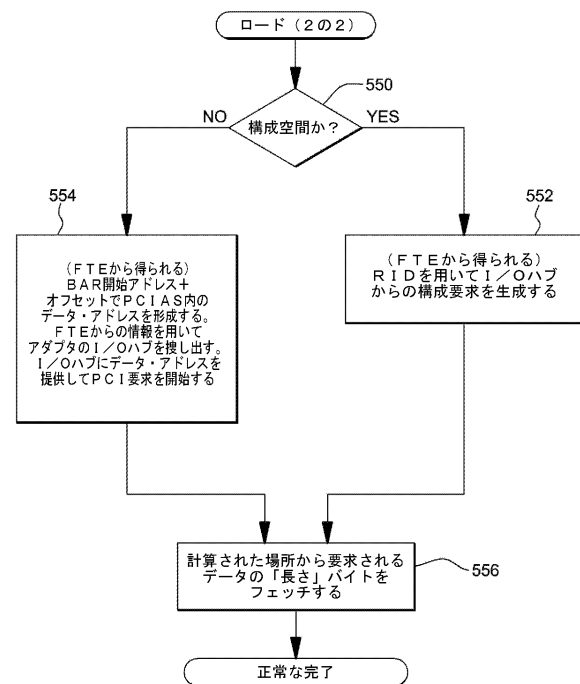 ロード（２の２）
550
構成空間か？
NO
YES
554
552
（ＦＴＥから得られる）
ＢＡＲ開始アドレス＋
オフセットでＰＣＩＡＳ内の
データ・アドレスを形成する。
ＦＴＥからの情報を用いて
アダプタのＩ／Ｏハブを捜し出す。
Ｉ／Ｏハブにデータ・アドレスを
提供してＰＣＩ要求を開始する
（ＦＴＥから得られる）
ＲＩＤを用いてＩ／Ｏハブ
からの構成要求を生成する
計算された場所から要求される
データの「長さ」バイトを
フェッチする
556
正常な完了